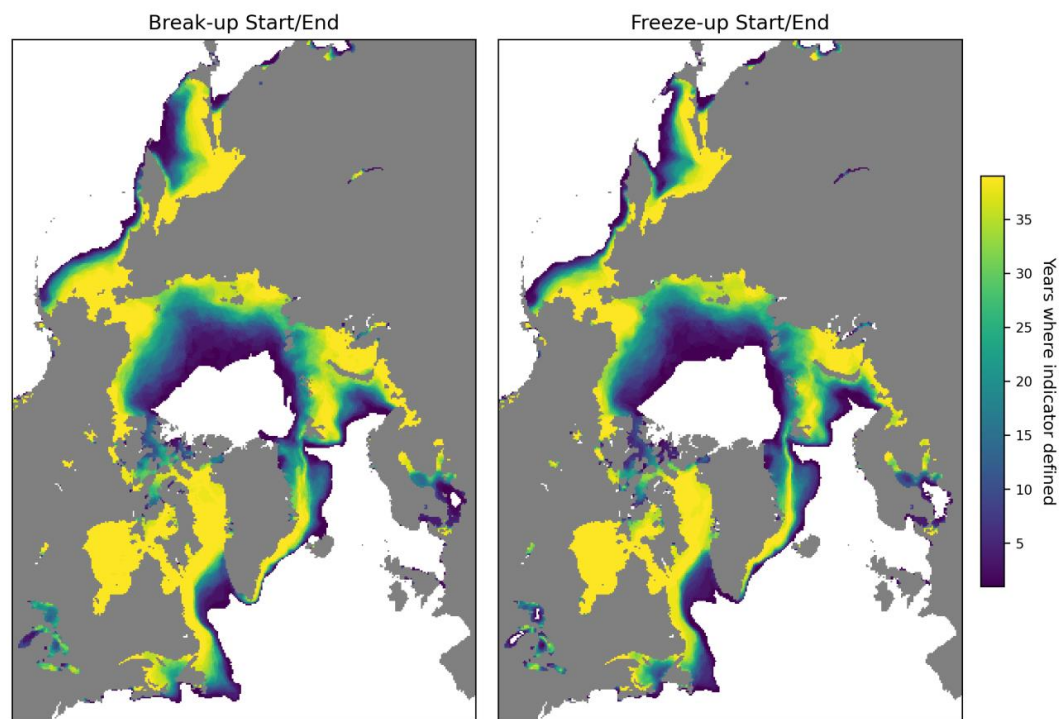 Break-up Start/End
Freeze-up Start/End
35
30
25
20
15
10
5
Years where indicator defined